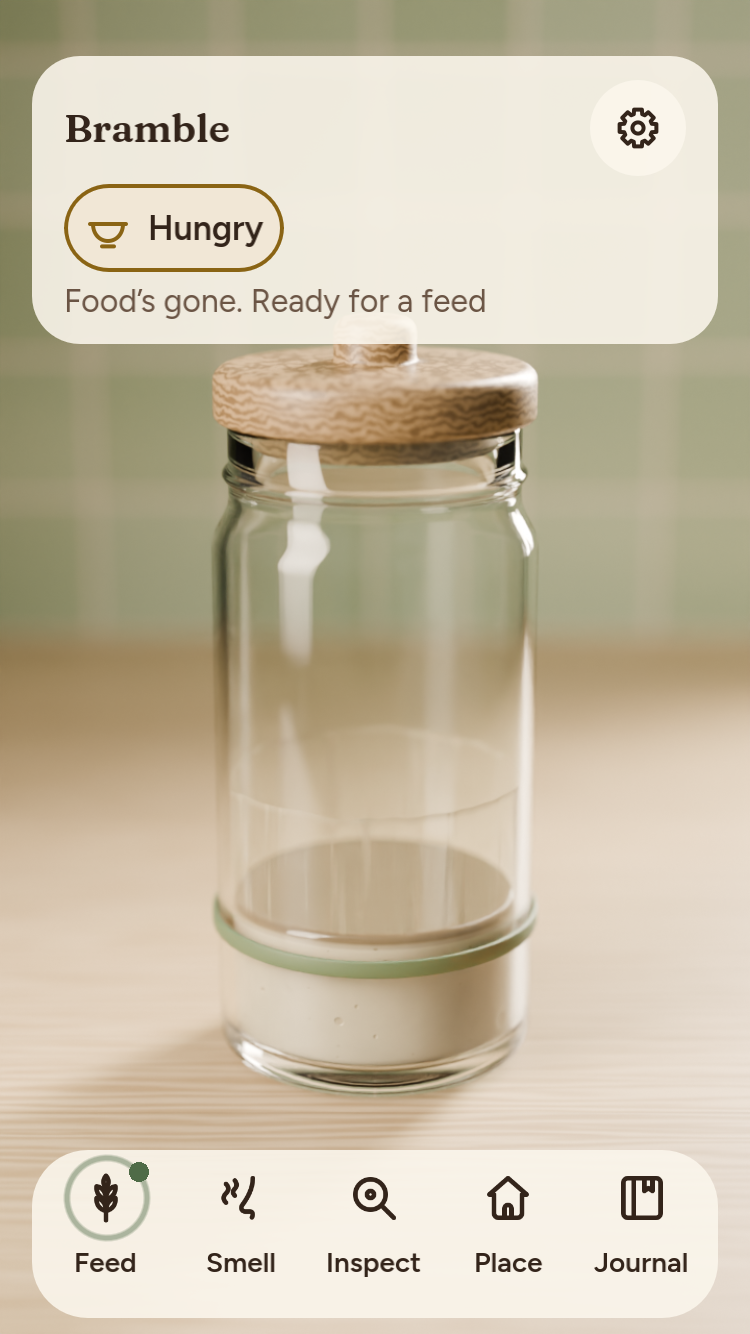 Bramble
Hungry
Food’s gone. Ready for a feed
Feed
Smell
Inspect
Place
Journal